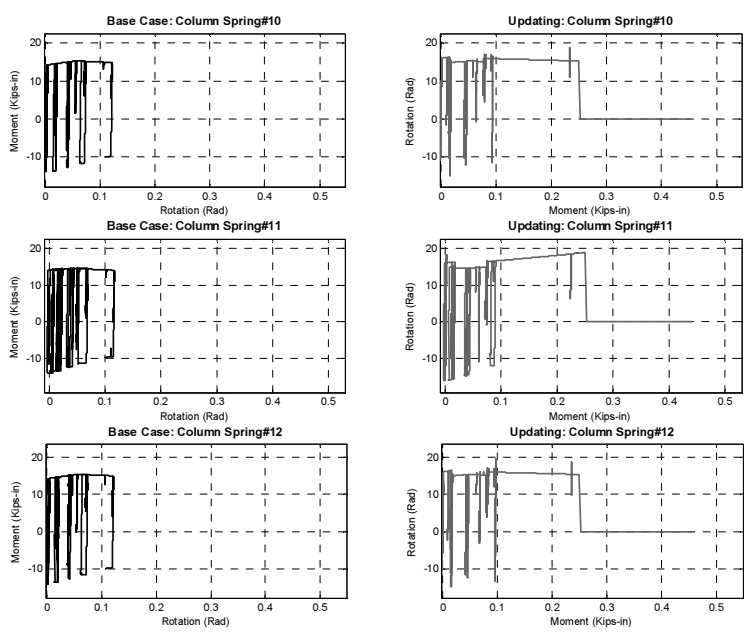 Base Case: Column Spring#10
20
10
0
-10
Moment (Kips-in)
0 0.1 0.2 0.3 0.4 0.5
Rotation (Rad)
Updating: Column Spring#10
20
10
0
-10
Rotation (Rad)
0 0.1 0.2 0.3 0.4 0.5
Moment (Kips-in)
Base Case: Column Spring#11
20
10
0
-10
Moment (Kips-in)
0 0.1 0.2 0.3 0.4 0.5
Rotation (Rad)
Updating: Column Spring#11
20
10
0
-10
Rotation (Rad)
0 0.1 0.2 0.3 0.4 0.5
Moment (Kips-in)
Base Case: Column Spring#12
20
10
0
-10
Moment (Kips-in)
0 0.1 0.2 0.3 0.4 0.5
Rotation (Rad)
Updating: Column Spring#12
20
10
0
-10
Rotation (Rad)
0 0.1 0.2 0.3 0.4 0.5
Moment (Kips-in)